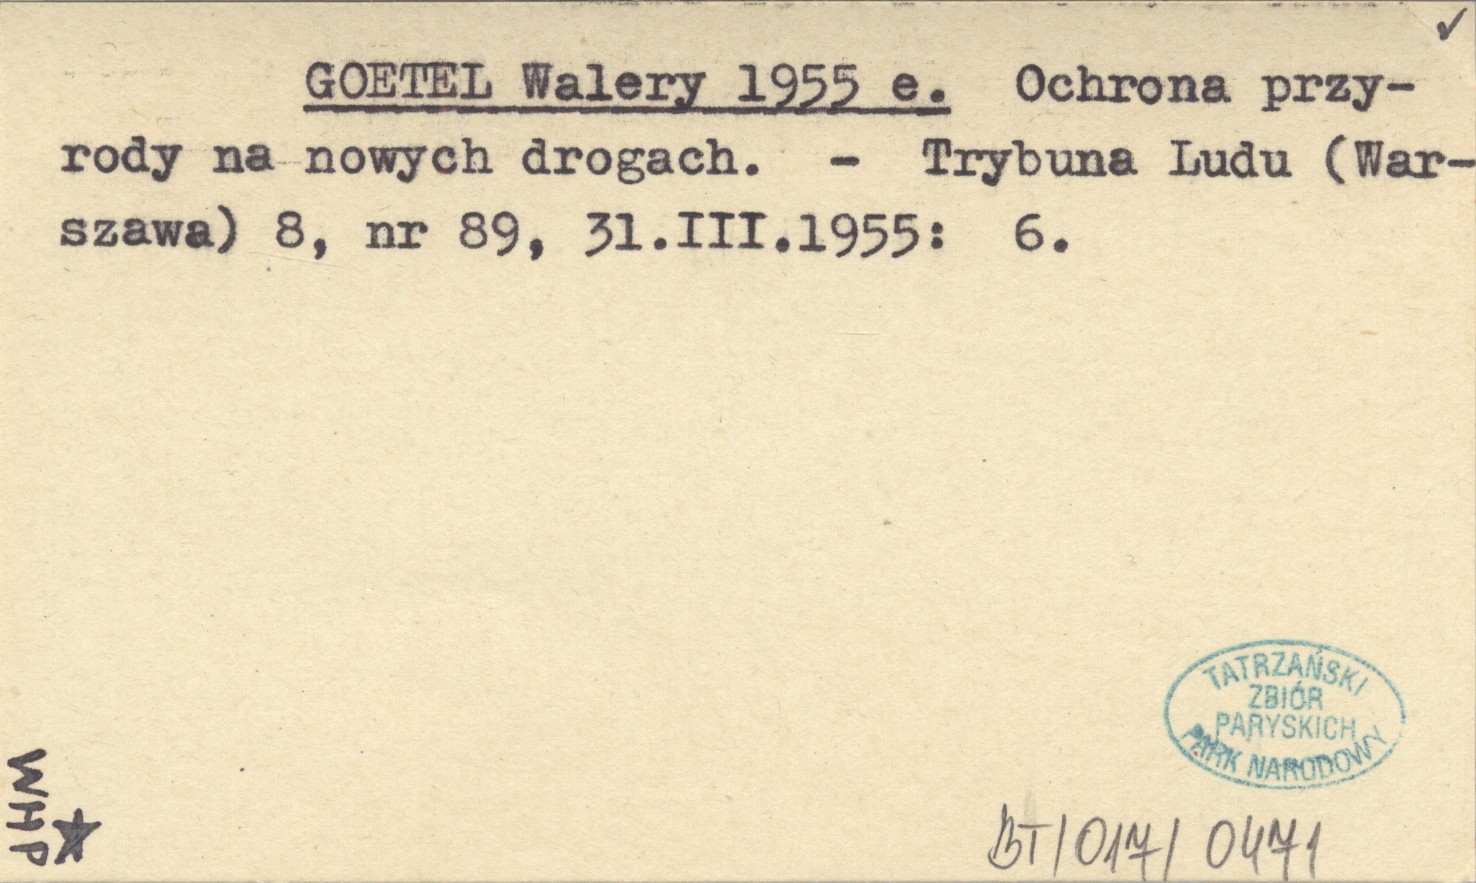 ✓
GOETEL Walery 1955 e. Ochrona przy-
rody na nowych drogach. - Trybuna Ludu (War-
szawa) 8, nr 89, 31.III.1955: 6.
TATRZAŃSKI
ZBIÓR
PARYSKICH
PARK NARODOWY
WHP
BT/017/0471